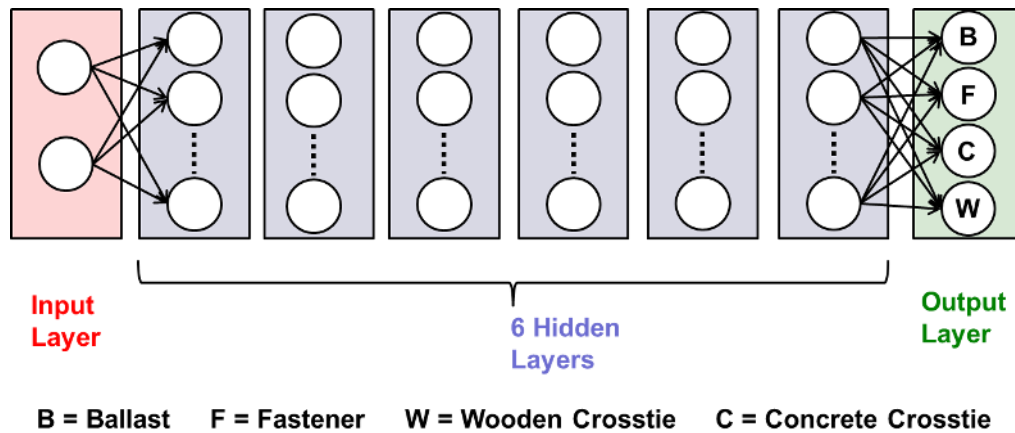 B
F
C
W
Input
Layer
6 Hidden
Layers
Output
Layer
B = Ballast F = Fastener W = Wooden Crosstie C = Concrete Crosstie